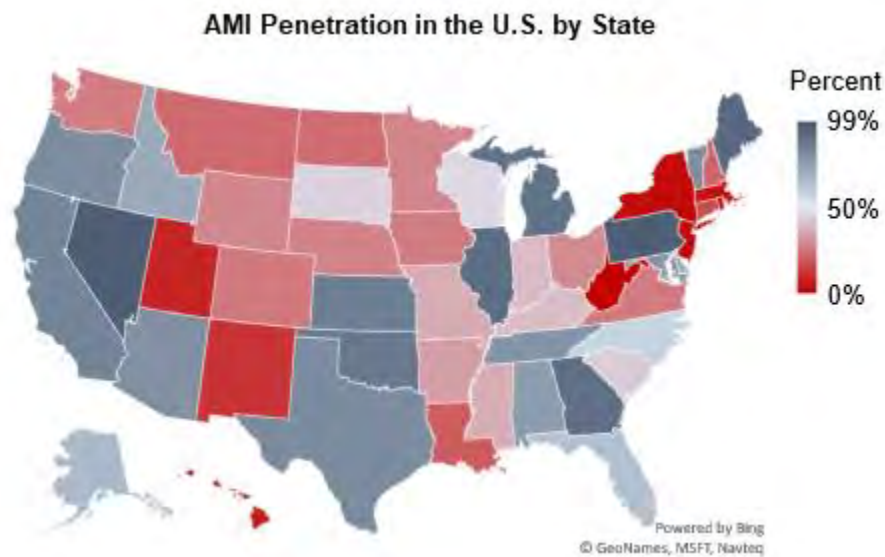 AMI Penetration in the U.S. by State
Percent
99%
50%
0%
Powered by Bing
© GeoNames, MSFT, Navteq